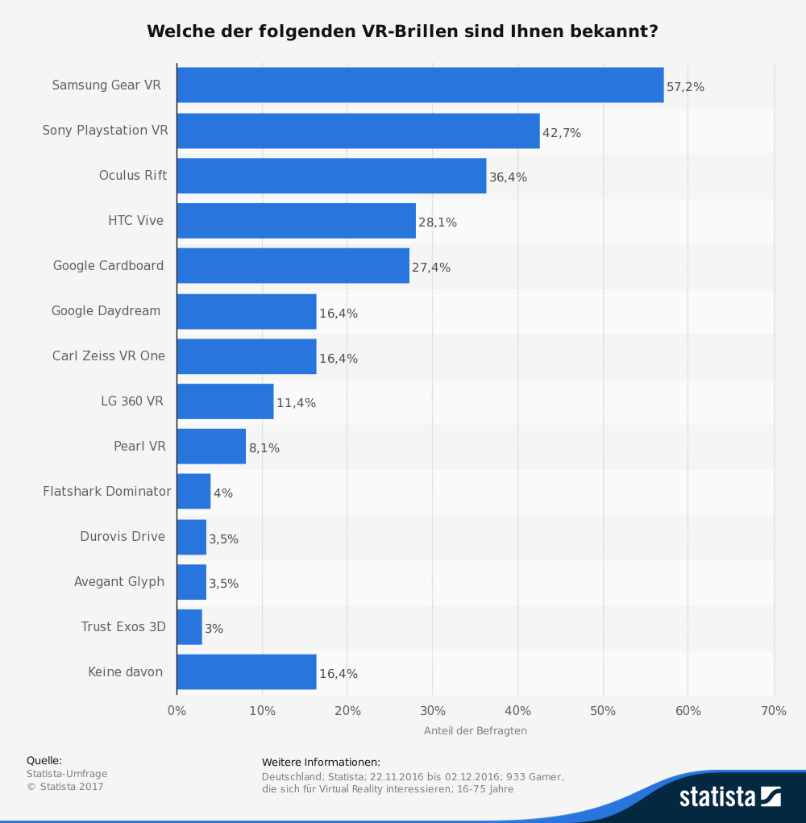 Welche der folgenden VR-Brillen sind Ihnen bekannt?
Samsung Gear VR 57,2%
Sony Playstation VR 42,7%
Oculus Rift 36,4%
HTC Vive 28,1%
Google Cardboard 27,4%
Google Daydream 16,4%
Carl Zeiss VR One 16,4%
LG 360 VR 11,4%
Pearl VR 8,1%
Flatshark Dominator 4%
Durovis Drive 3,5%
Avegant Glyph 3,5%
Trust Exos 3D 3%
Keine davon 16,4%
0% 10% 20% 30% 40% 50% 60% 70%
Anteil der Befragten
Quelle:
Statista-Umfrage
© Statista 2017
Weitere Informationen:
Deutschland; Statista; 22.11.2016 bis 02.12.2016; 933 Gamer,
die sich für Virtual Reality interessieren; 16-75 Jahre
statista